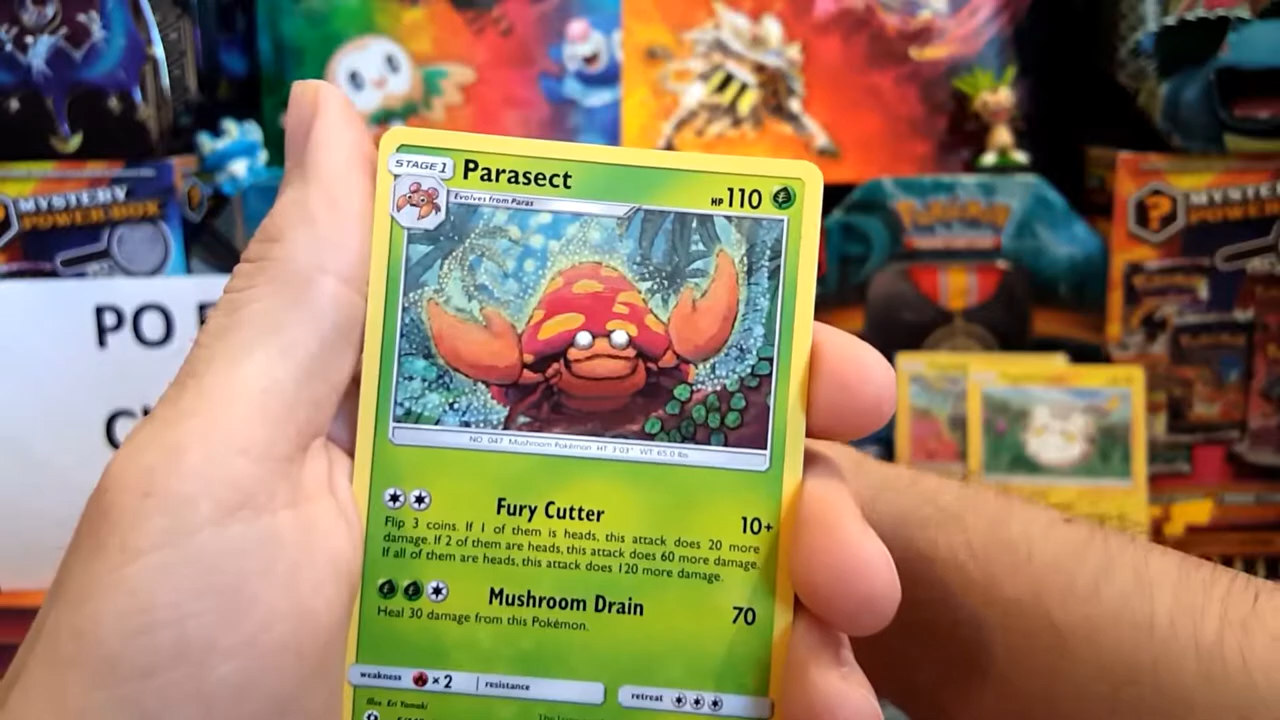 STAGE 1
Parasect
HP 110
Evolves from Paras
NO. 047 Mushroom Pokémon HT: 3'03" WT: 65.0 lbs
Fury Cutter 10+
Flip 3 coins. If 1 of them is heads, this attack does 20 more
damage. If 2 of them are heads, this attack does 60 more damage.
If all of them are heads, this attack does 120 more damage.
Mushroom Drain 70
Heal 30 damage from this Pokémon.
weakness ×2 resistance
retreat
Illus. Eri Yamaki
MYSTERY
POWER BOX
PO
Pokémon
MYSTE
POWER